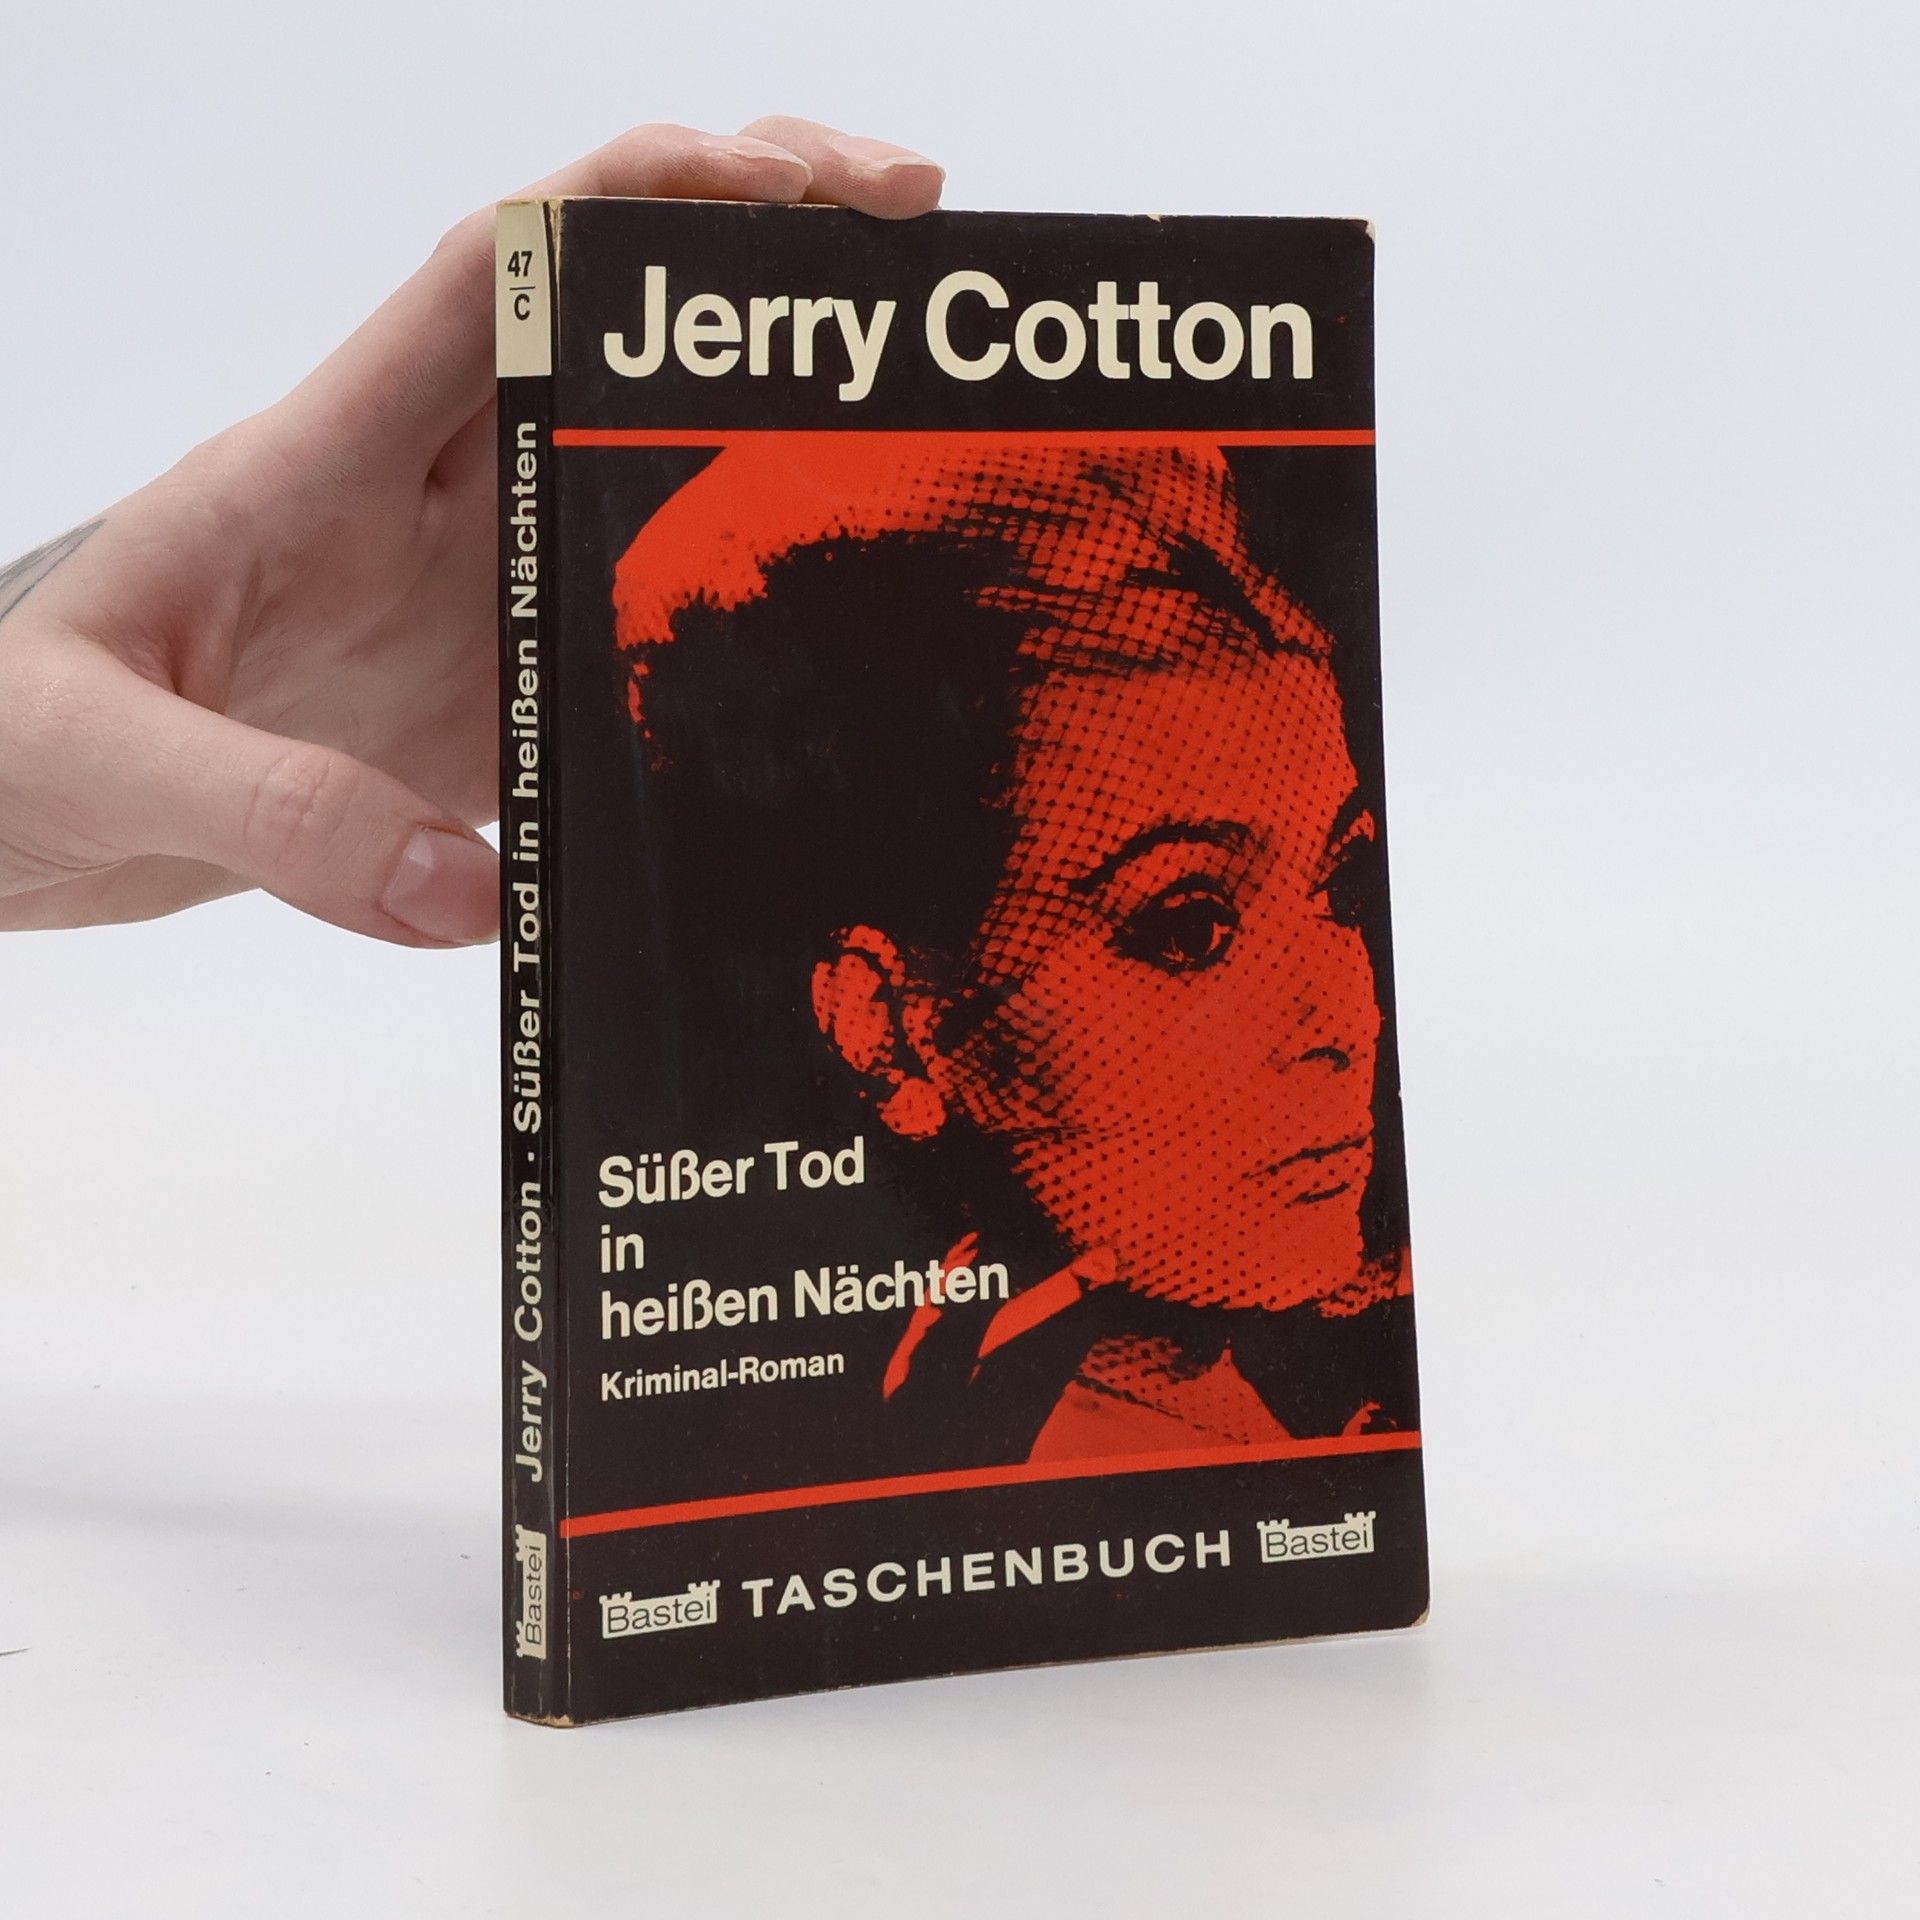 47
C
Jerry Cotton · Süßer Tod in heißen Nächten
Bastei
Jerry Cotton
Süßer Tod
in
heißen Nächten
Kriminal-Roman
Bastei TASCHENBUCH Bastei